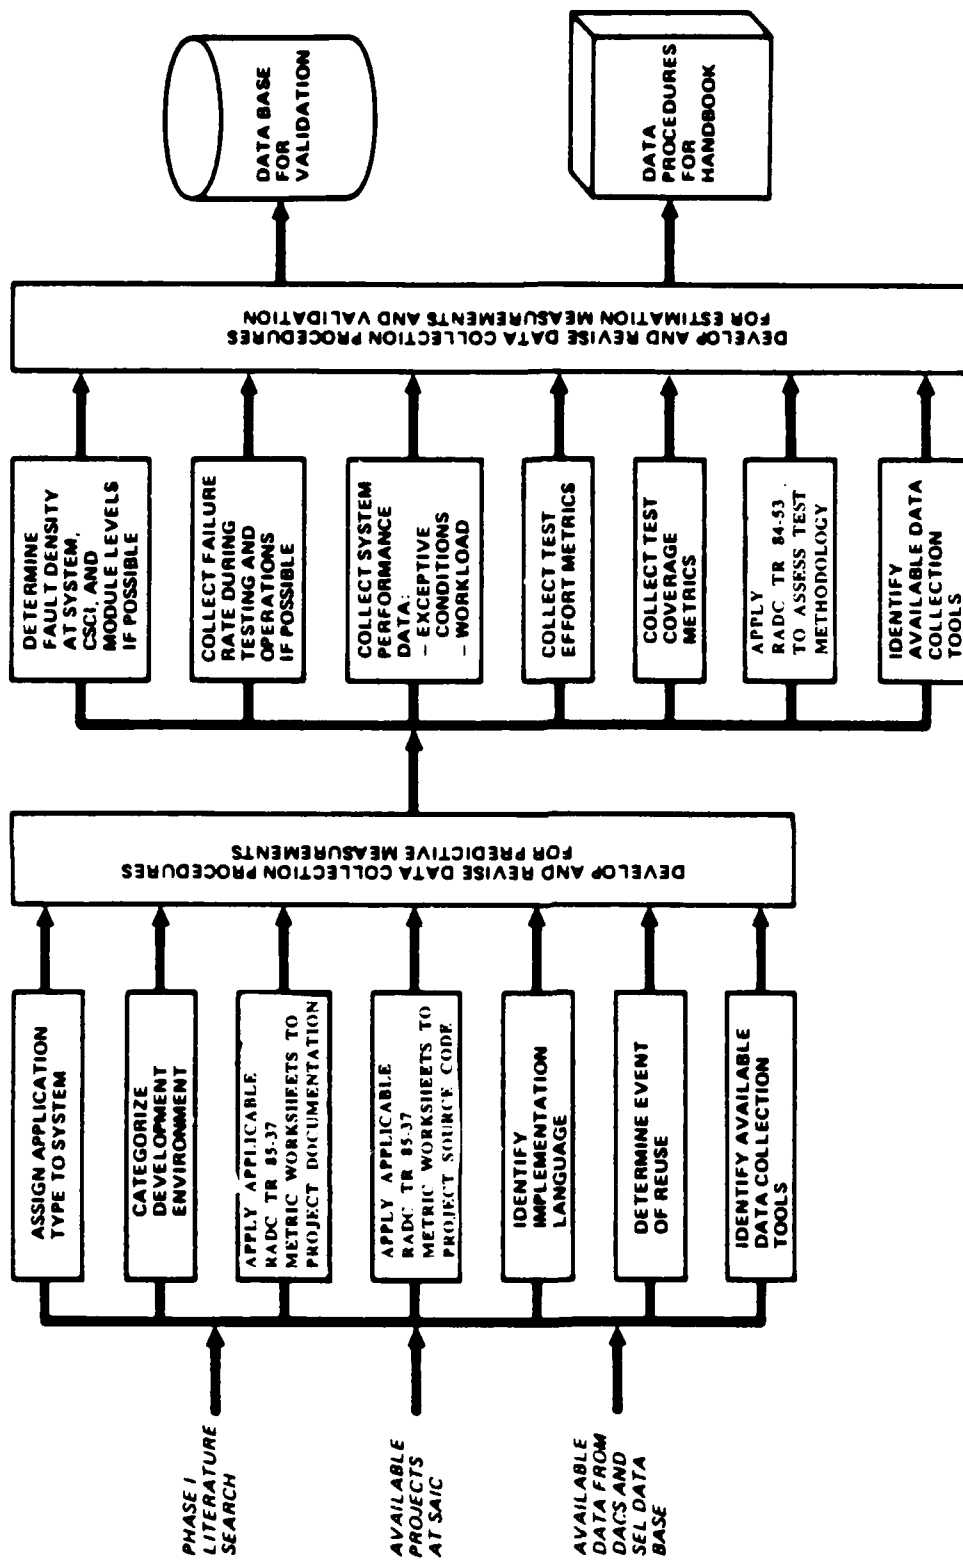 PHASE I
LITERATURE
SEARCH
AVAILABLE
PROJECTS
AT SAIC
AVAILABLE
DATA FROM
DACS AND
SEL DATA
BASE
ASSIGN APPLICATION
TYPE TO SYSTEM
CATEGORIZE
DEVELOPMENT
ENVIRONMENT
APPLY APPLICABLE
RADC TR 85-37
METRIC WORKSHEETS TO
PROJECT DOCUMENTATION
APPLY APPLICABLE
RADC TR 85-37
METRIC WORKSHEETS TO
PROJECT SOURCE CODE
IDENTIFY
IMPLEMENTATION
LANGUAGE
DETERMINE EVENT
OF REUSE
IDENTIFY AVAILABLE
DATA COLLECTION
TOOLS
DEVELOP AND REVISE DATA COLLECTION PROCEDURES
FOR PREDICTIVE MEASUREMENTS
DETERMINE
FAULT DENSITY
AT SYSTEM,
CSCI, AND
MODULE LEVELS
IF POSSIBLE
COLLECT FAILURE
RATE DURING
TESTING AND
OPERATIONS
IF POSSIBLE
COLLECT SYSTEM
PERFORMANCE
DATA:
– EXCEPTIVE
CONDITIONS
– WORKLOAD
COLLECT TEST
EFFORT METRICS
COLLECT TEST
COVERAGE
METRICS
APPLY
RADC TR 84-53
TO ASSESS TEST
METHODOLOGY
IDENTIFY
AVAILABLE DATA
COLLECTION
TOOLS
DEVELOP AND REVISE DATA COLLECTION PROCEDURES
FOR ESTIMATION MEASUREMENTS AND VALIDATION
DATA BASE
FOR
VALIDATION
DATA
PROCEDURES
FOR
HANDBOOK